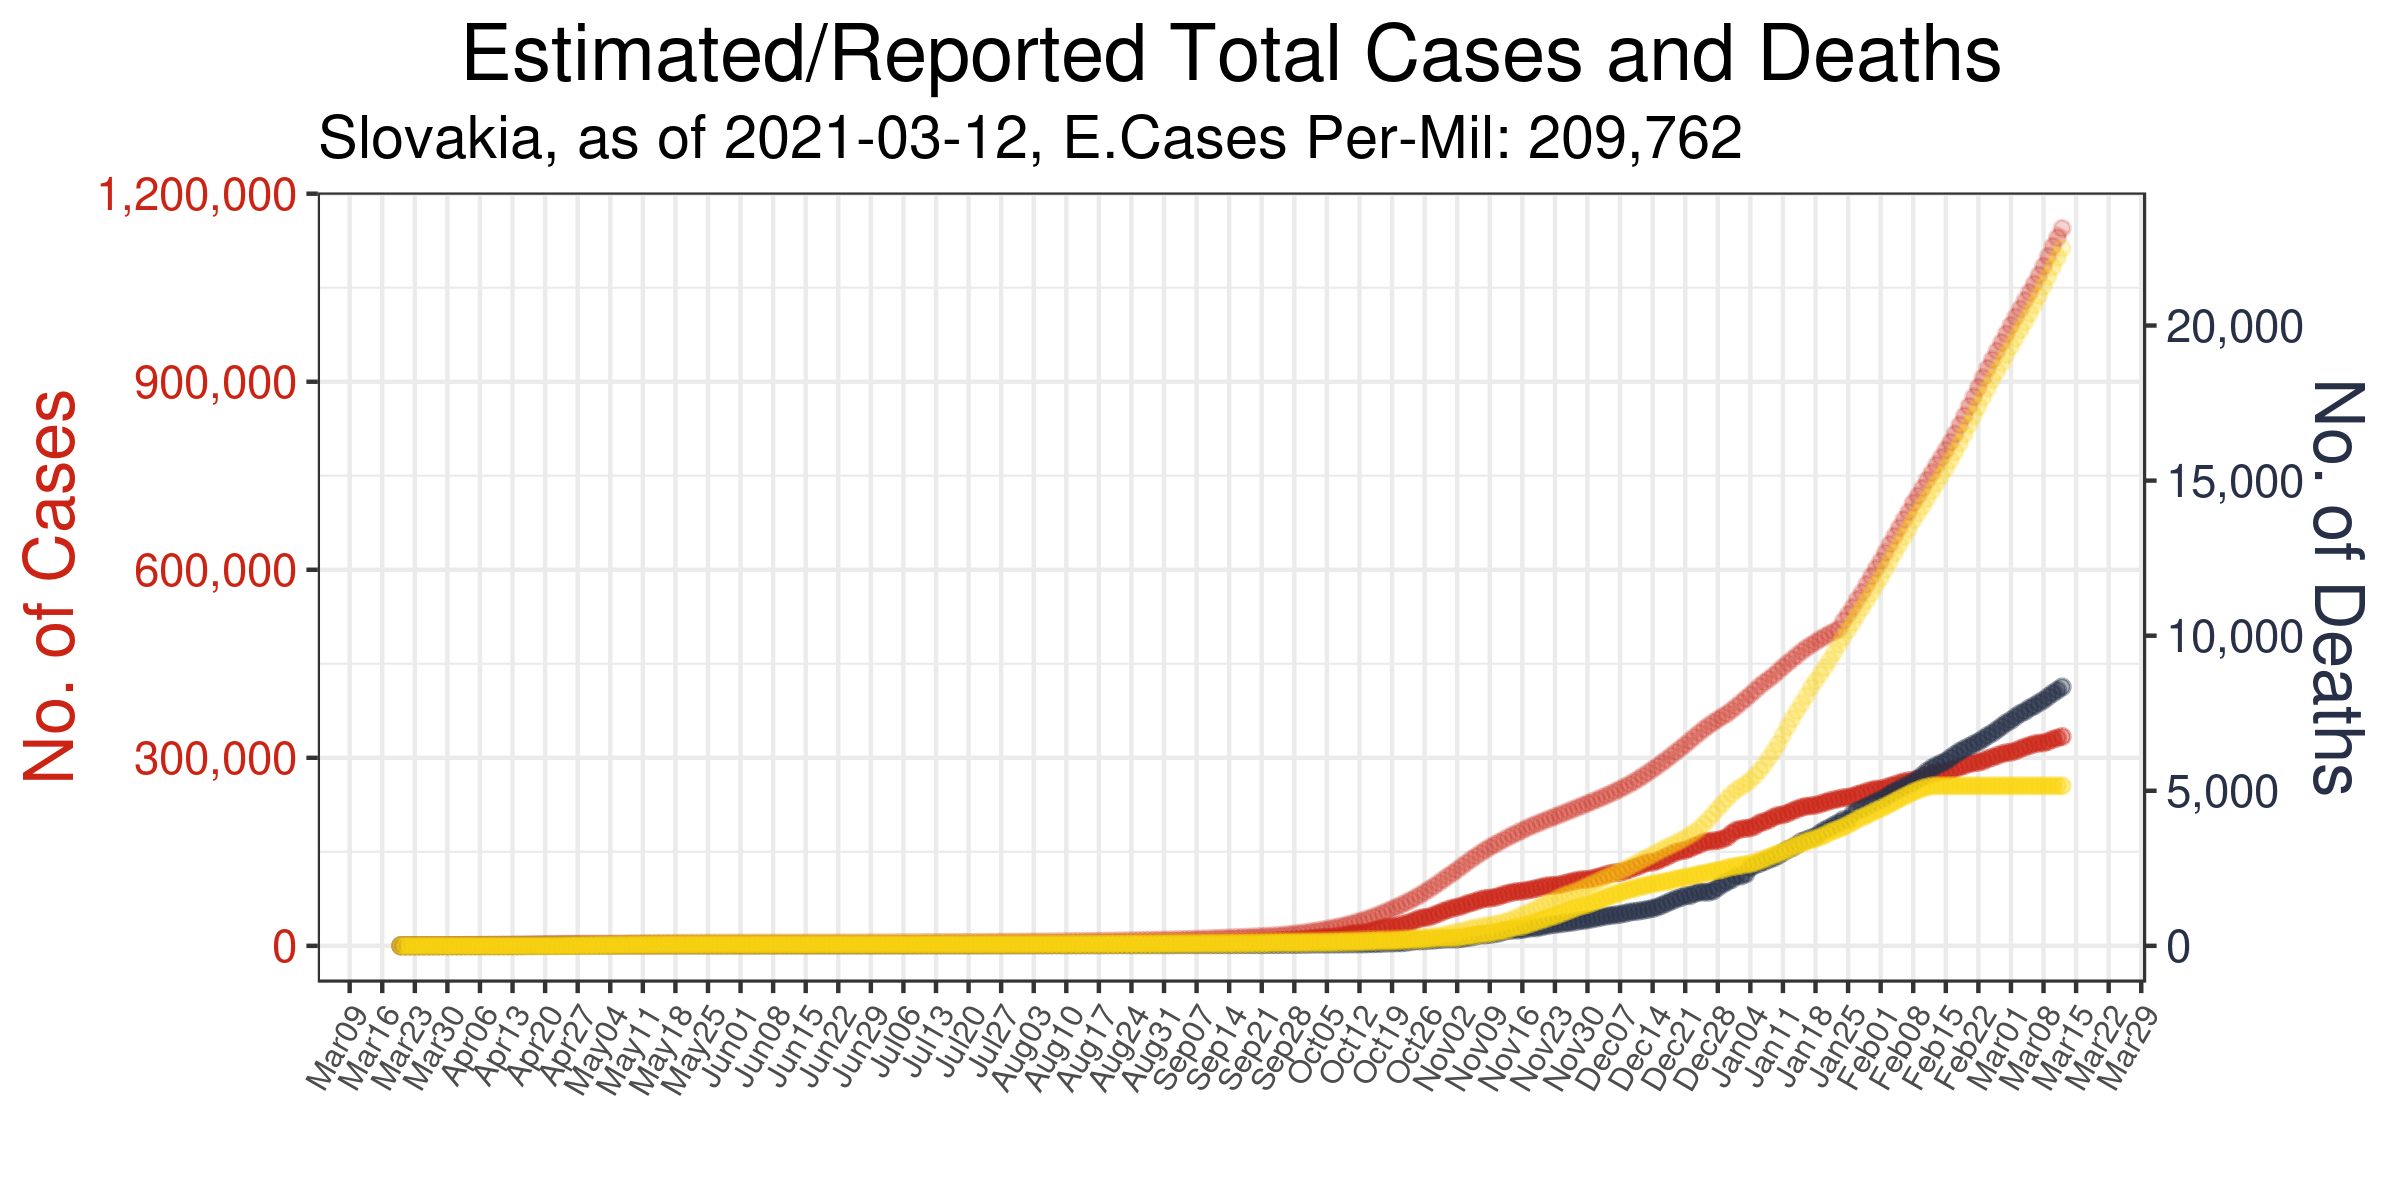 Estimated/Reported Total Cases and Deaths
Slovakia, as of 2021-03-12, E.Cases Per-Mil: 209,762
No. of Cases
1,200,000
900,000
600,000
300,000
0
20,000
15,000
10,000
5,000
0
No. of Deaths
Mar09
Mar16
Mar23
Mar30
Apr06
Apr13
Apr20
Apr27
May04
May11
May18
May25
Jun01
Jun08
Jun15
Jun22
Jun29
Jul06
Jul13
Jul20
Jul27
Aug03
Aug10
Aug17
Aug24
Aug31
Sep07
Sep14
Sep21
Sep28
Oct05
Oct12
Oct19
Oct26
Nov02
Nov09
Nov16
Nov23
Nov30
Dec07
Dec14
Dec21
Dec28
Jan04
Jan11
Jan18
Jan25
Feb01
Feb08
Feb15
Feb22
Mar01
Mar08
Mar15
Mar22
Mar29